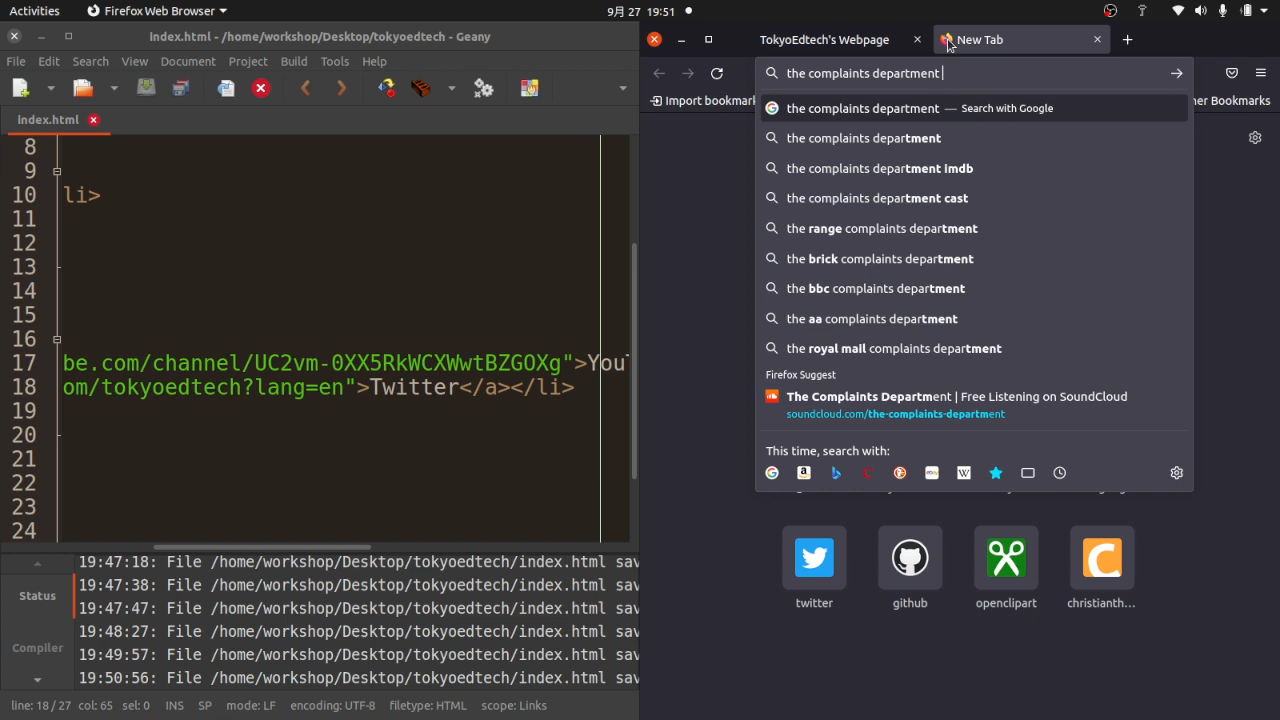 Activities
Firefox Web Browser
9月 27 19:51
Index.html - /home/workshop/Desktop/tokyoedtech - Geany
File Edit Search View Document Project Build Tools Help
Index.html
8
9
10 li>
11
12
13
14
15
16
17 be.com/channel/UC2vm-0XX5RkWCXWwtBZGOXg">You
18 om/tokyoedtech?lang=en">Twitter</a></li>
19
20
21
22
23
24
Status
Compiler
19:47:18: File /home/workshop/Desktop/tokyoedtech/index.html sav
19:47:38: File /home/workshop/Desktop/tokyoedtech/index.html sav
19:47:47: File /home/workshop/Desktop/tokyoedtech/index.html sav
19:48:27: File /home/workshop/Desktop/tokyoedtech/index.html sav
19:49:57: File /home/workshop/Desktop/tokyoedtech/index.html sav
19:50:56: File /home/workshop/Desktop/tokyoedtech/index.html sav
line: 18 / 27 col: 65 sel: 0 INS SP mode: LF encoding: UTF-8 filetype: HTML scope: Links
TokyoEdtech's Webpage
New Tab
the complaints department
Import bookmar
her Bookmarks
the complaints department — Search with Google
the complaints department
the complaints department imdb
the complaints department cast
the range complaints department
the brick complaints department
the bbc complaints department
the aa complaints department
the royal mail complaints department
Firefox Suggest
The Complaints Department | Free Listening on SoundCloud
soundcloud.com/the-complaints-department
This time, search with:
twitter
github
openclipart
christianth...